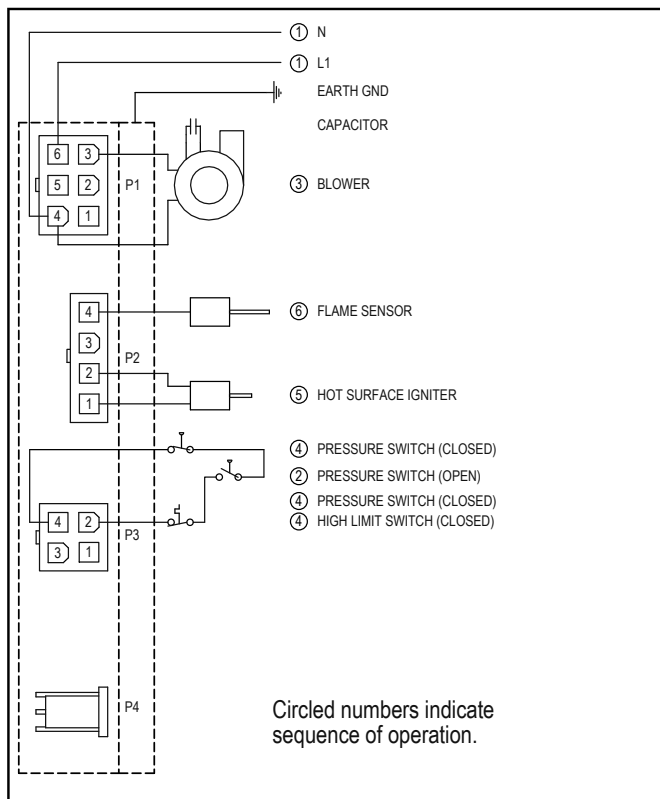 ① N
① L1
EARTH GND
CAPACITOR
6 3
5 2 P1
③ BLOWER
4 1
4
⑥ FLAME SENSOR
3
P2
2
⑤ HOT SURFACE IGNITER
1
④ PRESSURE SWITCH (CLOSED)
② PRESSURE SWITCH (OPEN)
④ PRESSURE SWITCH (CLOSED)
④ HIGH LIMIT SWITCH (CLOSED)
4 2
P3
3 1
P4
Circled numbers indicate
sequence of operation.